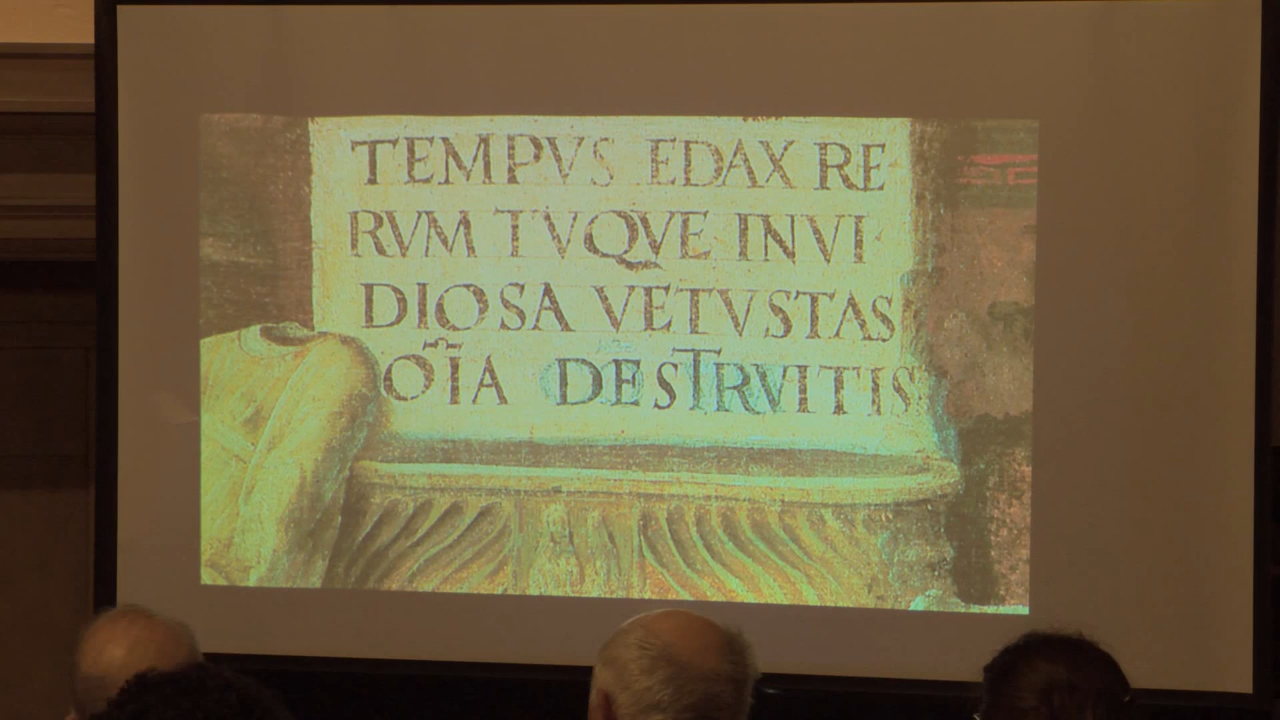 TEMPVS EDAX RE
RVM TVQVE INVI
DIOSA VETVSTAS
OĪA DESTRVITIS